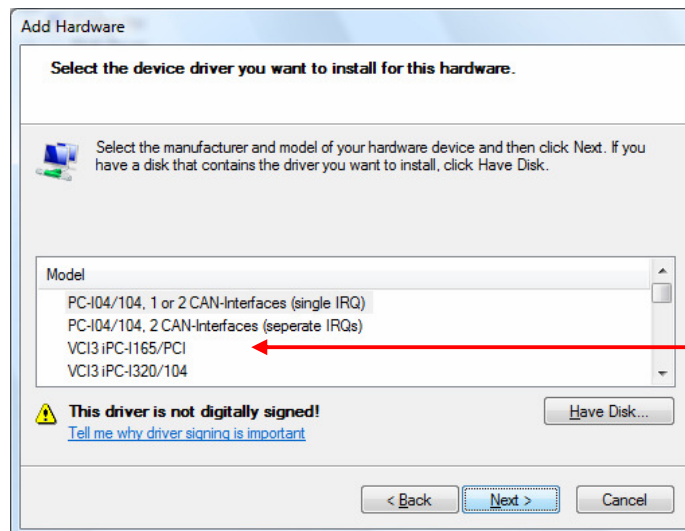 Add Hardware
Select the device driver you want to install for this hardware.
Select the manufacturer and model of your hardware device and then click Next. If you
have a disk that contains the driver you want to install, click Have Disk.
Model
PC-I04/104, 1 or 2 CAN-Interfaces (single IRQ)
PC-I04/104, 2 CAN-Interfaces (seperate IRQs)
VCI3 iPC-I165/PCI
VCI3 iPC-I320/104
This driver is not digitally signed!
Have Disk...
Tell me why driver signing is important
< Back
Next >
Cancel